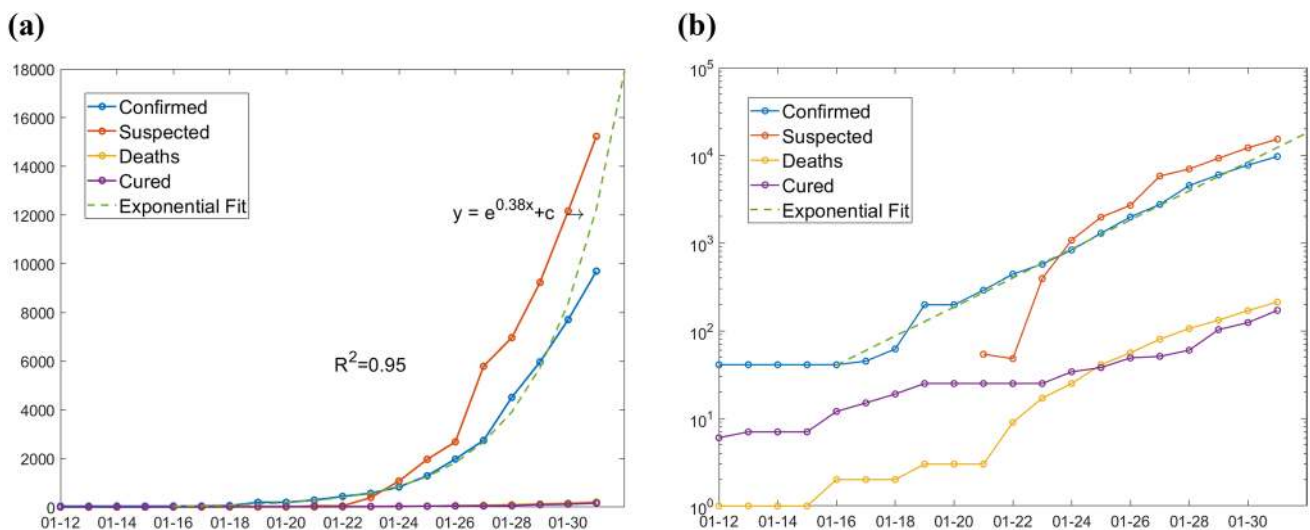 (a)
18000
16000
14000
12000
10000
8000
6000
4000
2000
0
Confirmed
Suspected
Deaths
Cured
Exponential Fit
y = e^0.38x+c →
R^2=0.95
01-12 01-14 01-16 01-18 01-20 01-22 01-24 01-26 01-28 01-30
(b)
10^5
10^4
10^3
10^2
10^1
10^0
Confirmed
Suspected
Deaths
Cured
Exponential Fit
01-12 01-14 01-16 01-18 01-20 01-22 01-24 01-26 01-28 01-30